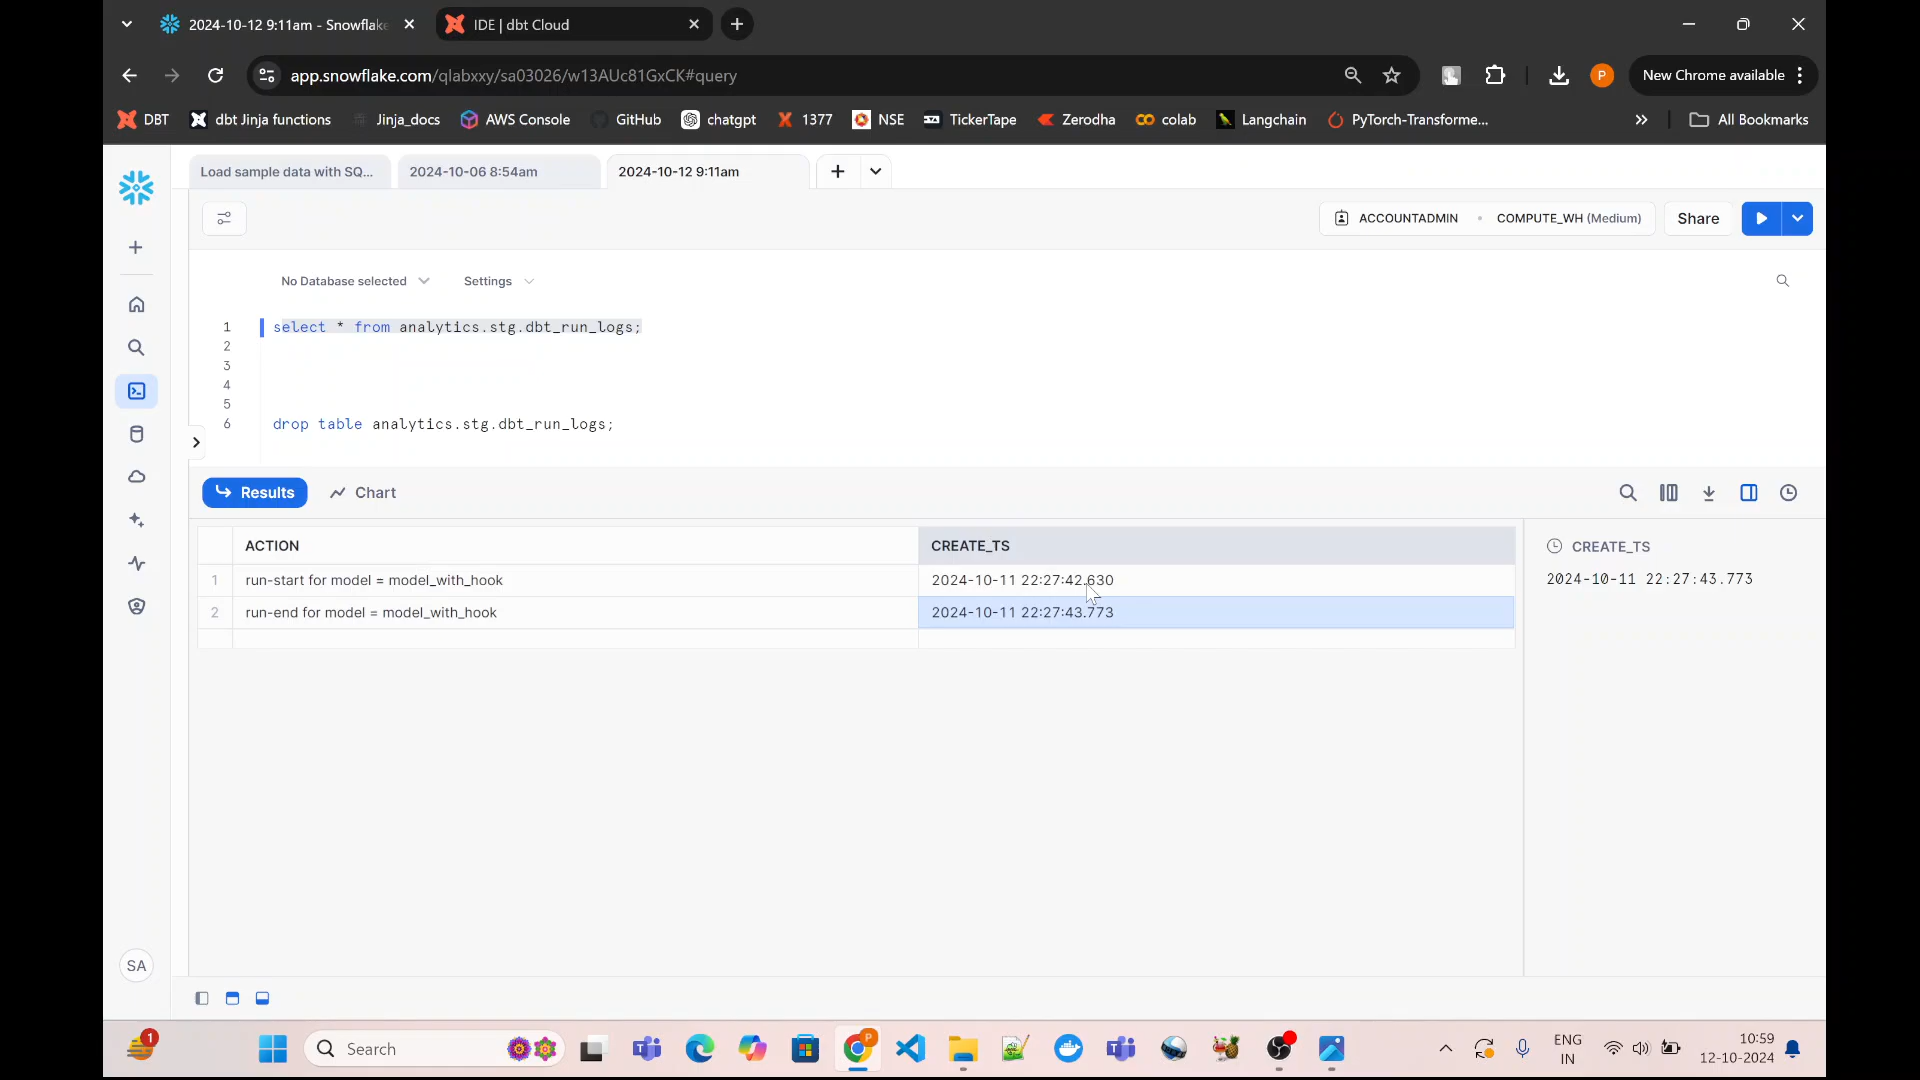 2024-10-12 9:11am - Snowflake
IDE | dbt Cloud
app.snowflake.com/qlabxxy/sa03026/w13AUc81GxCK#query
P
New Chrome available
DBT
dbt Jinja functions
Jinja_docs
AWS Console
GitHub
chatgpt
1377
NSE
TickerTape
Zerodha
colab
Langchain
PyTorch-Transforme...
All Bookmarks
Load sample data with SQ...
2024-10-06 8:54am
2024-10-12 9:11am
ACCOUNTADMIN
COMPUTE_WH (Medium)
Share
No Database selected
Settings
1 select * from analytics.stg.dbt_run_logs;
2
3
4
5
6 drop table analytics.stg.dbt_run_logs;
Results
Chart
ACTION CREATE_TS
1 run-start for model = model_with_hook 2024-10-11 22:27:42.630
2 run-end for model = model_with_hook 2024-10-11 22:27:43.773
CREATE_TS
2024-10-11 22:27:43.773
SA
1
Search
P
ENG
IN
10:59
12-10-2024